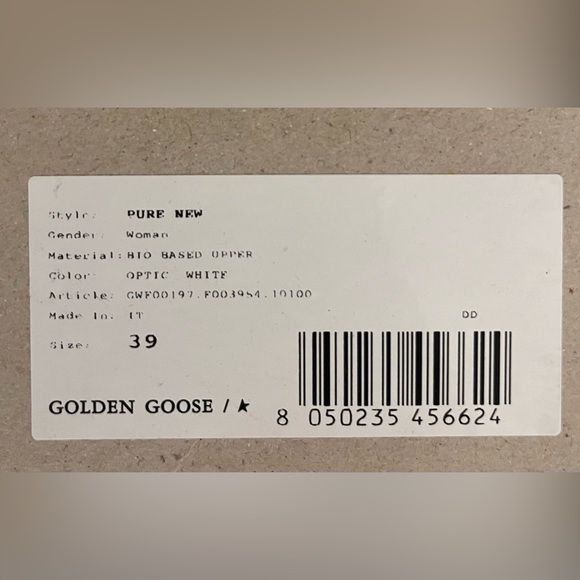 Style: PURE NEW
Gender: Woman
Material: BIO BASED UPPER
Color: OPTIC WHITE
Article: GWF00197.F003984.10100
Made In: IT
DD
Size: 39
GOLDEN GOOSE / ★
8 050235 456624